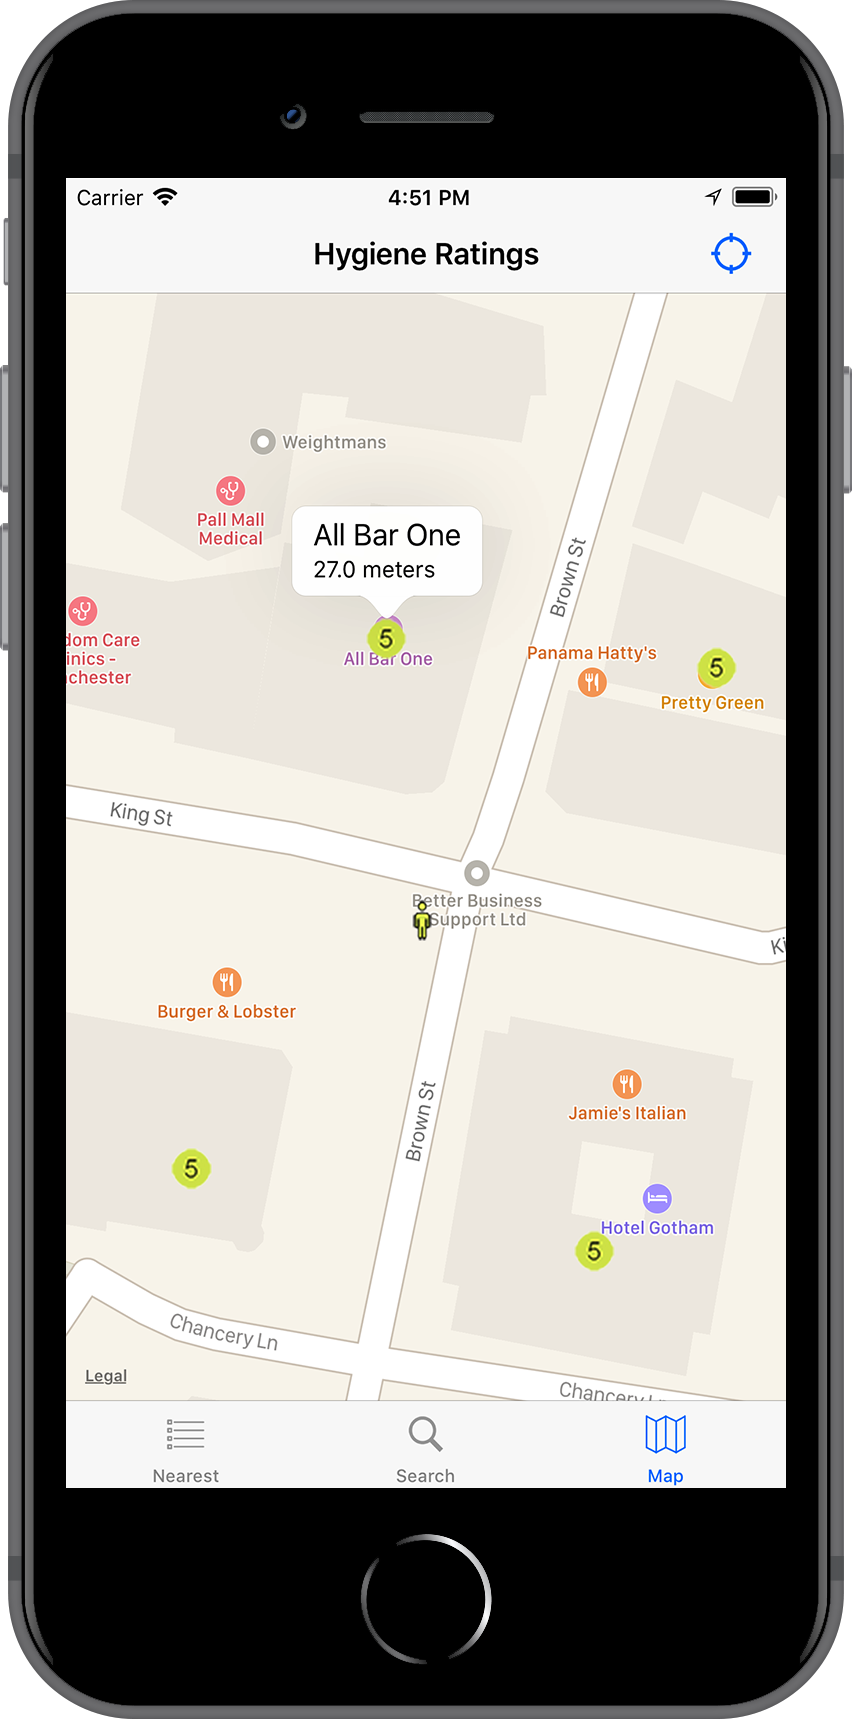 Carrier
4:51 PM
Hygiene Ratings
Weightmans
Pall Mall
Medical
All Bar One
27.0 meters
Brown St
5
All Bar One
dom Care
inics -
chester
Panama Hatty's
5
Pretty Green
King St
Better Business
Support Ltd
Ki
Burger & Lobster
Brown St
Jamie's Italian
5
Hotel Gotham
5
Chancery Ln
Legal
Chancery Ln
Nearest
Search
Map